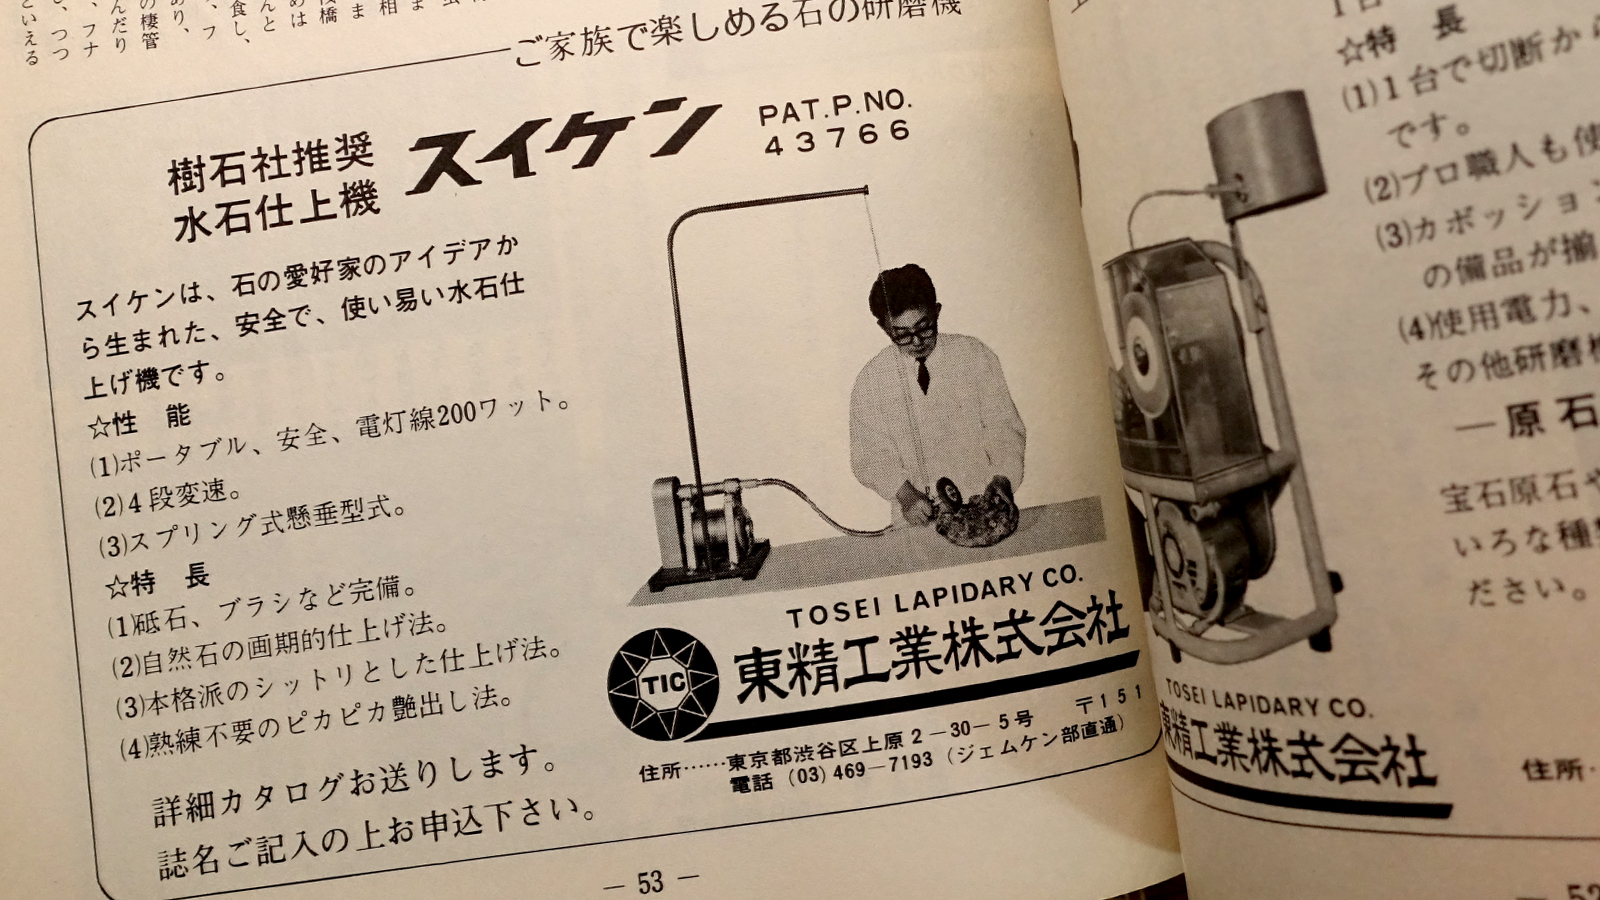 ご家族で楽しめる石の研磨機
樹石社推奨
水石仕上機
スイケン
PAT.P.NO.
43766
スイケンは、石の愛好家のアイデアか
ら生まれた、安全で、使い易い水石仕
上げ機です。
☆性 能
(1)ポータブル、安全、電灯線200ワット。
(2)4段変速。
(3)スプリング式懸垂型式。
☆特 長
(1)砥石、ブラシなど完備。
(2)自然石の画期的仕上げ法。
(3)本格派のシットリとした仕上げ法。
(4)熟練不要のピカピカ艶出し法。
詳細カタログお送りします。
誌名ご記入の上お申込下さい。
TOSEI LAPIDARY CO.
TIC
東精工業株式会社
〒151
住所……東京都渋谷区上原2-30-5号
電話 (03)469-7193 (ジェムケン部直通)
— 53 —
☆特 長
(1)1台で切断から
です。
(2)プロ職人も使
(3)カボッション
の備品が揃
(4)使用電力、
その他研磨機
—原石
宝石原石や
いろな種類
ださい。
TOSEI LAPIDARY CO.
東精工業株式会社
住所
— 52